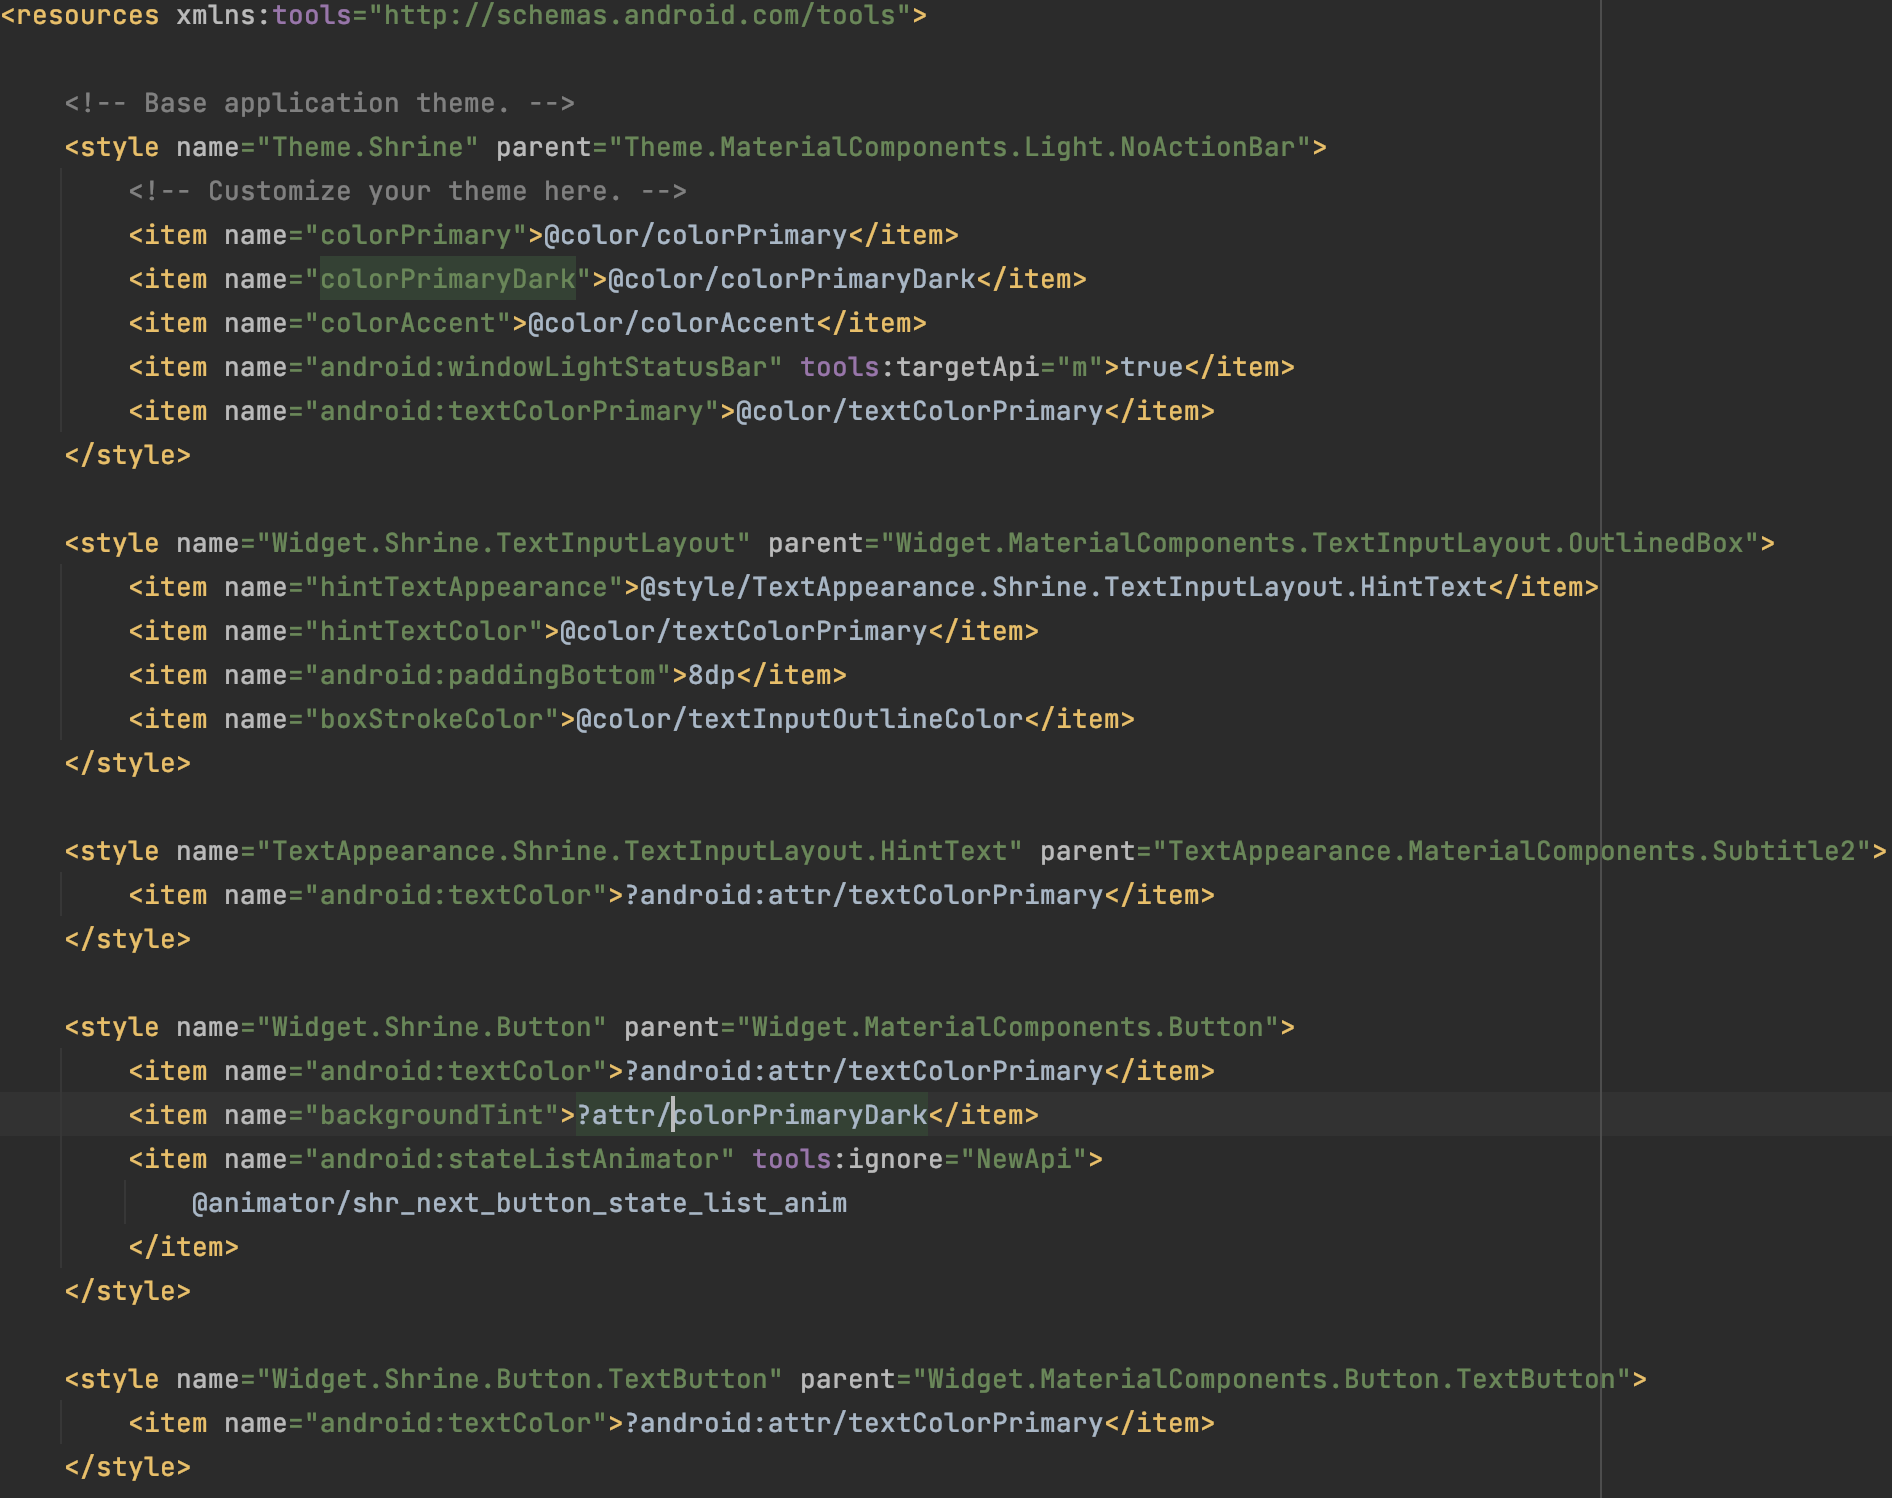 <resources xmlns:tools="http://schemas.android.com/tools">
<!-- Base application theme. -->
<style name="Theme.Shrine" parent="Theme.MaterialComponents.Light.NoActionBar">
<!-- Customize your theme here. -->
<item name="colorPrimary">@color/colorPrimary</item>
<item name="colorPrimaryDark">@color/colorPrimaryDark</item>
<item name="colorAccent">@color/colorAccent</item>
<item name="android:windowLightStatusBar" tools:targetApi="m">true</item>
<item name="android:textColorPrimary">@color/textColorPrimary</item>
</style>
<style name="Widget.Shrine.TextInputLayout" parent="Widget.MaterialComponents.TextInputLayout.OutlinedBox">
<item name="hintTextAppearance">@style/TextAppearance.Shrine.TextInputLayout.HintText</item>
<item name="hintTextColor">@color/textColorPrimary</item>
<item name="android:paddingBottom">8dp</item>
<item name="boxStrokeColor">@color/textInputOutlineColor</item>
</style>
<style name="TextAppearance.Shrine.TextInputLayout.HintText" parent="TextAppearance.MaterialComponents.Subtitle2">
<item name="android:textColor">?android:attr/textColorPrimary</item>
</style>
<style name="Widget.Shrine.Button" parent="Widget.MaterialComponents.Button">
<item name="android:textColor">?android:attr/textColorPrimary</item>
<item name="backgroundTint">?attr/colorPrimaryDark</item>
<item name="android:stateListAnimator" tools:ignore="NewApi">
@animator/shr_next_button_state_list_anim
</item>
</style>
<style name="Widget.Shrine.Button.TextButton" parent="Widget.MaterialComponents.Button.TextButton">
<item name="android:textColor">?android:attr/textColorPrimary</item>
</style>